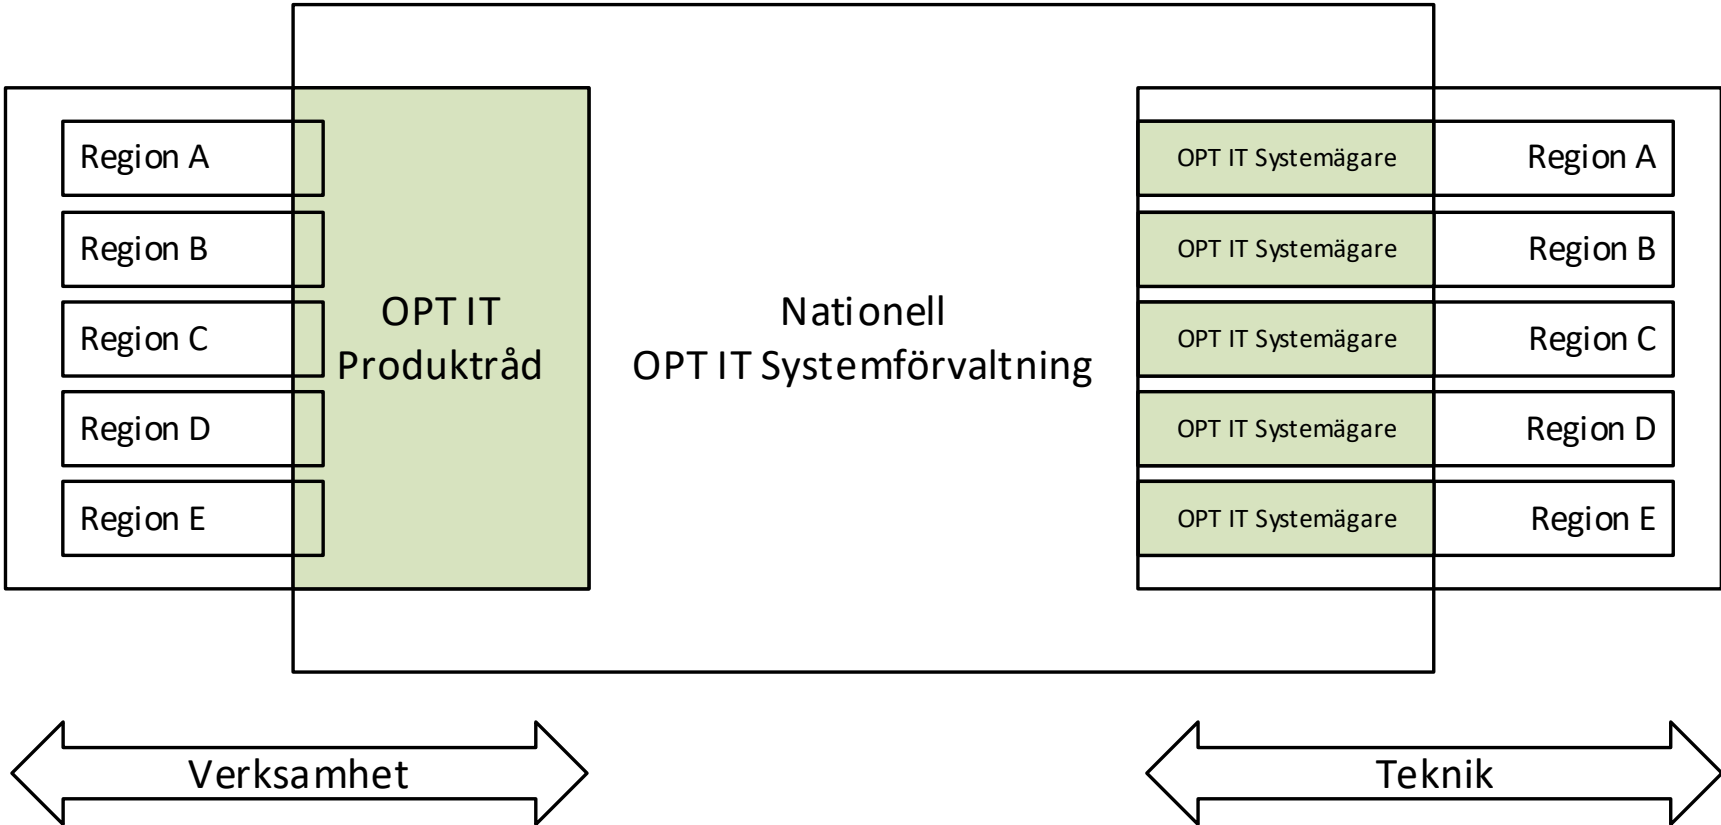 Region A
Region B
Region C
Region D
Region E
OPT IT
Produktråd
Nationell
OPT IT Systemförvaltning
OPT IT Systemägare
Region A
OPT IT Systemägare
Region B
OPT IT Systemägare
Region C
OPT IT Systemägare
Region D
OPT IT Systemägare
Region E
Verksamhet
Teknik